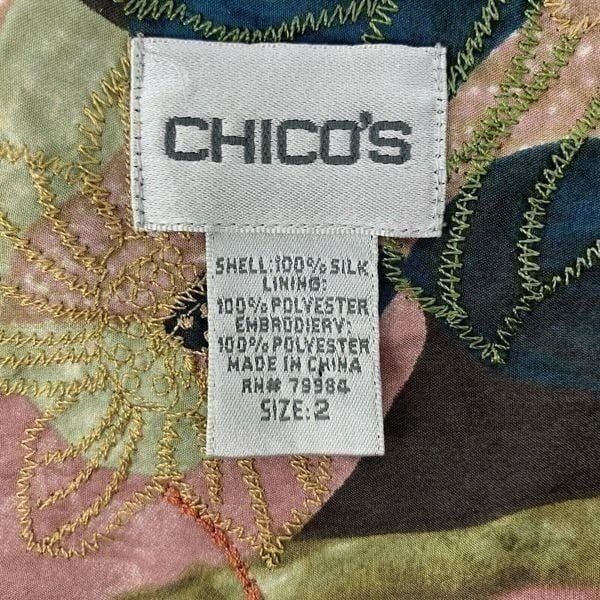 CHICO'S
SHELL:100% SILK
LINING:
100% POLYESTER
EMBRODIERY:
100% POLYESTER
MADE IN CHINA
RN# 79984
SIZE: 2